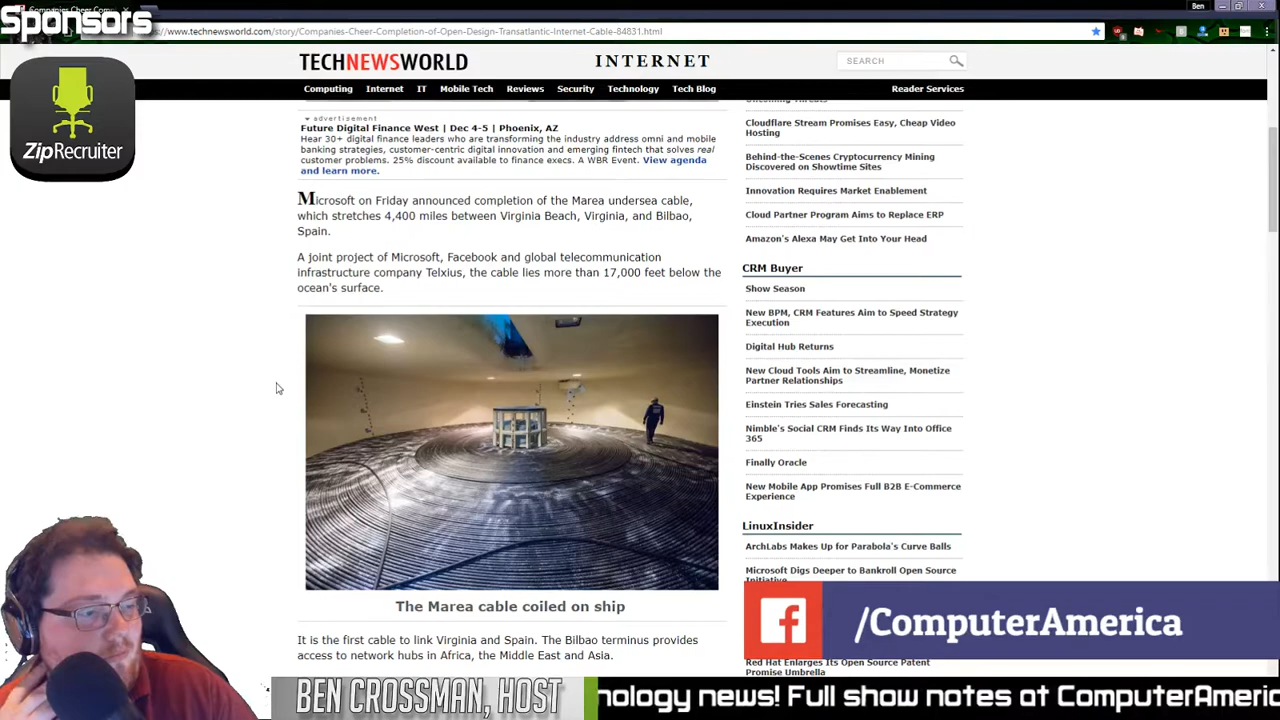 Sponsors
ZipRecruiter
Ben
www.technewsworld.com/story/Companies-Cheer-Completion-of-Open-Design-Transatlantic-Internet-Cable-84831.html
TECHNEWSWORLD
INTERNET
SEARCH
Computing Internet IT Mobile Tech Reviews Security Technology Tech Blog Reader Services
advertisement
Future Digital Finance West | Dec 4-5 | Phoenix, AZ
Hear 30+ digital finance leaders who are transforming the industry address omni and mobile
banking strategies, customer-centric digital innovation and emerging fintech that solves real
customer problems. 25% discount available to finance execs. A WBR Event. View agenda
and learn more.
Microsoft on Friday announced completion of the Marea undersea cable,
which stretches 4,400 miles between Virginia Beach, Virginia, and Bilbao,
Spain.
A joint project of Microsoft, Facebook and global telecommunication
infrastructure company Telxius, the cable lies more than 17,000 feet below the
ocean's surface.
The Marea cable coiled on ship
It is the first cable to link Virginia and Spain. The Bilbao terminus provides
access to network hubs in Africa, the Middle East and Asia.
Cloudflare Stream Promises Easy, Cheap Video
Hosting
Behind-the-Scenes Cryptocurrency Mining
Discovered on Showtime Sites
Innovation Requires Market Enablement
Cloud Partner Program Aims to Replace ERP
Amazon's Alexa May Get Into Your Head
CRM Buyer
Show Season
New BPM, CRM Features Aim to Speed Strategy
Execution
Digital Hub Returns
New Cloud Tools Aim to Streamline, Monetize
Partner Relationships
Einstein Tries Sales Forecasting
Nimble's Social CRM Finds Its Way Into Office
365
Finally Oracle
New Mobile App Promises Full B2B E-Commerce
Experience
LinuxInsider
ArchLabs Makes Up for Parabola's Curve Balls
Microsoft Digs Deeper to Bankroll Open Source
Initiative
/ComputerAmerica
Red Hat Enlarges Its Open Source Patent
Promise Umbrella
BEN CROSSMAN, HOST
nology news! Full show notes at ComputerAmeric